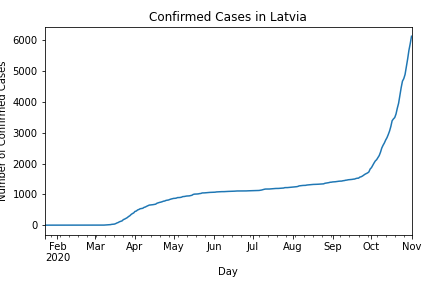 Confirmed Cases in Latvia
Number of Confirmed Cases
6000
5000
4000
3000
2000
1000
0
Feb Mar Apr May Jun Jul Aug Sep Oct Nov
2020
Day